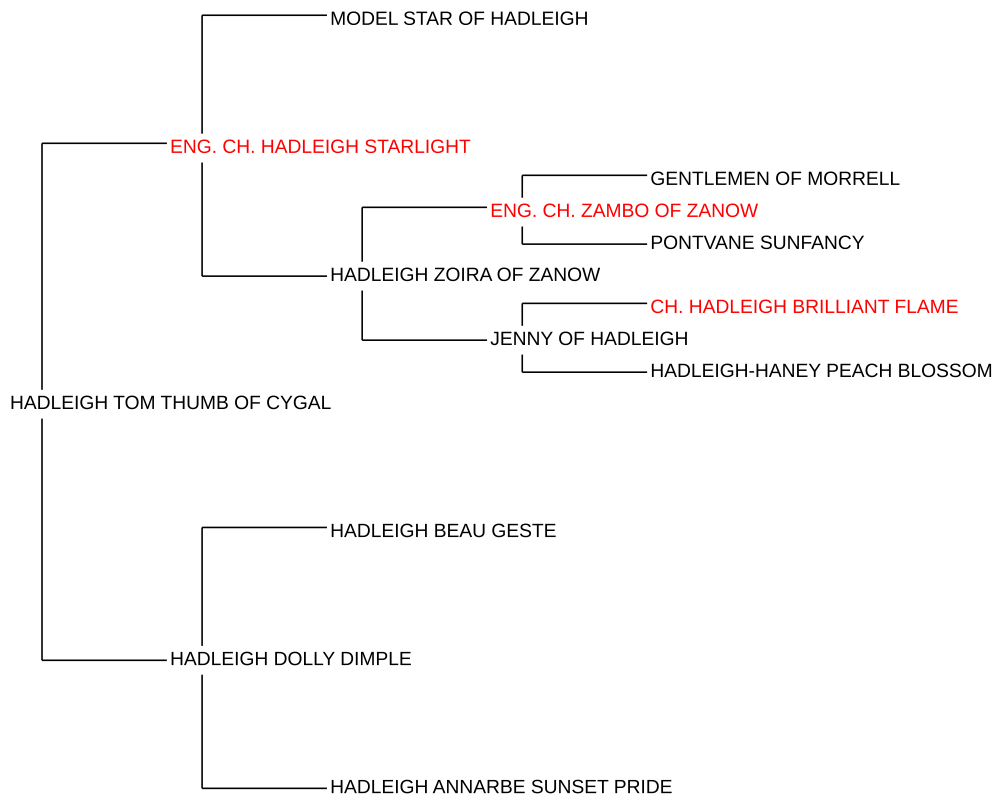 MODEL STAR OF HADLEIGH
ENG. CH. HADLEIGH STARLIGHT
GENTLEMEN OF MORRELL
ENG. CH. ZAMBO OF ZANOW
PONTVANE SUNFANCY
HADLEIGH ZOIRA OF ZANOW
CH. HADLEIGH BRILLIANT FLAME
JENNY OF HADLEIGH
HADLEIGH-HANEY PEACH BLOSSOM
HADLEIGH TOM THUMB OF CYGAL
HADLEIGH BEAU GESTE
HADLEIGH DOLLY DIMPLE
HADLEIGH ANNARBE SUNSET PRIDE